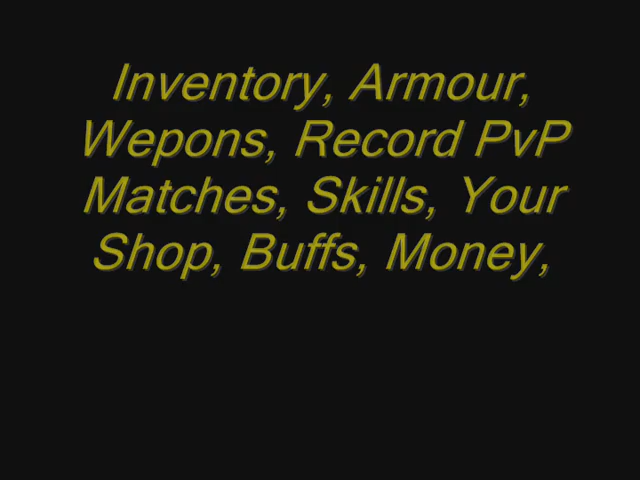 Inventory, Armour,
Wepons, Record PvP
Matches, Skills, Your
Shop, Buffs, Money,